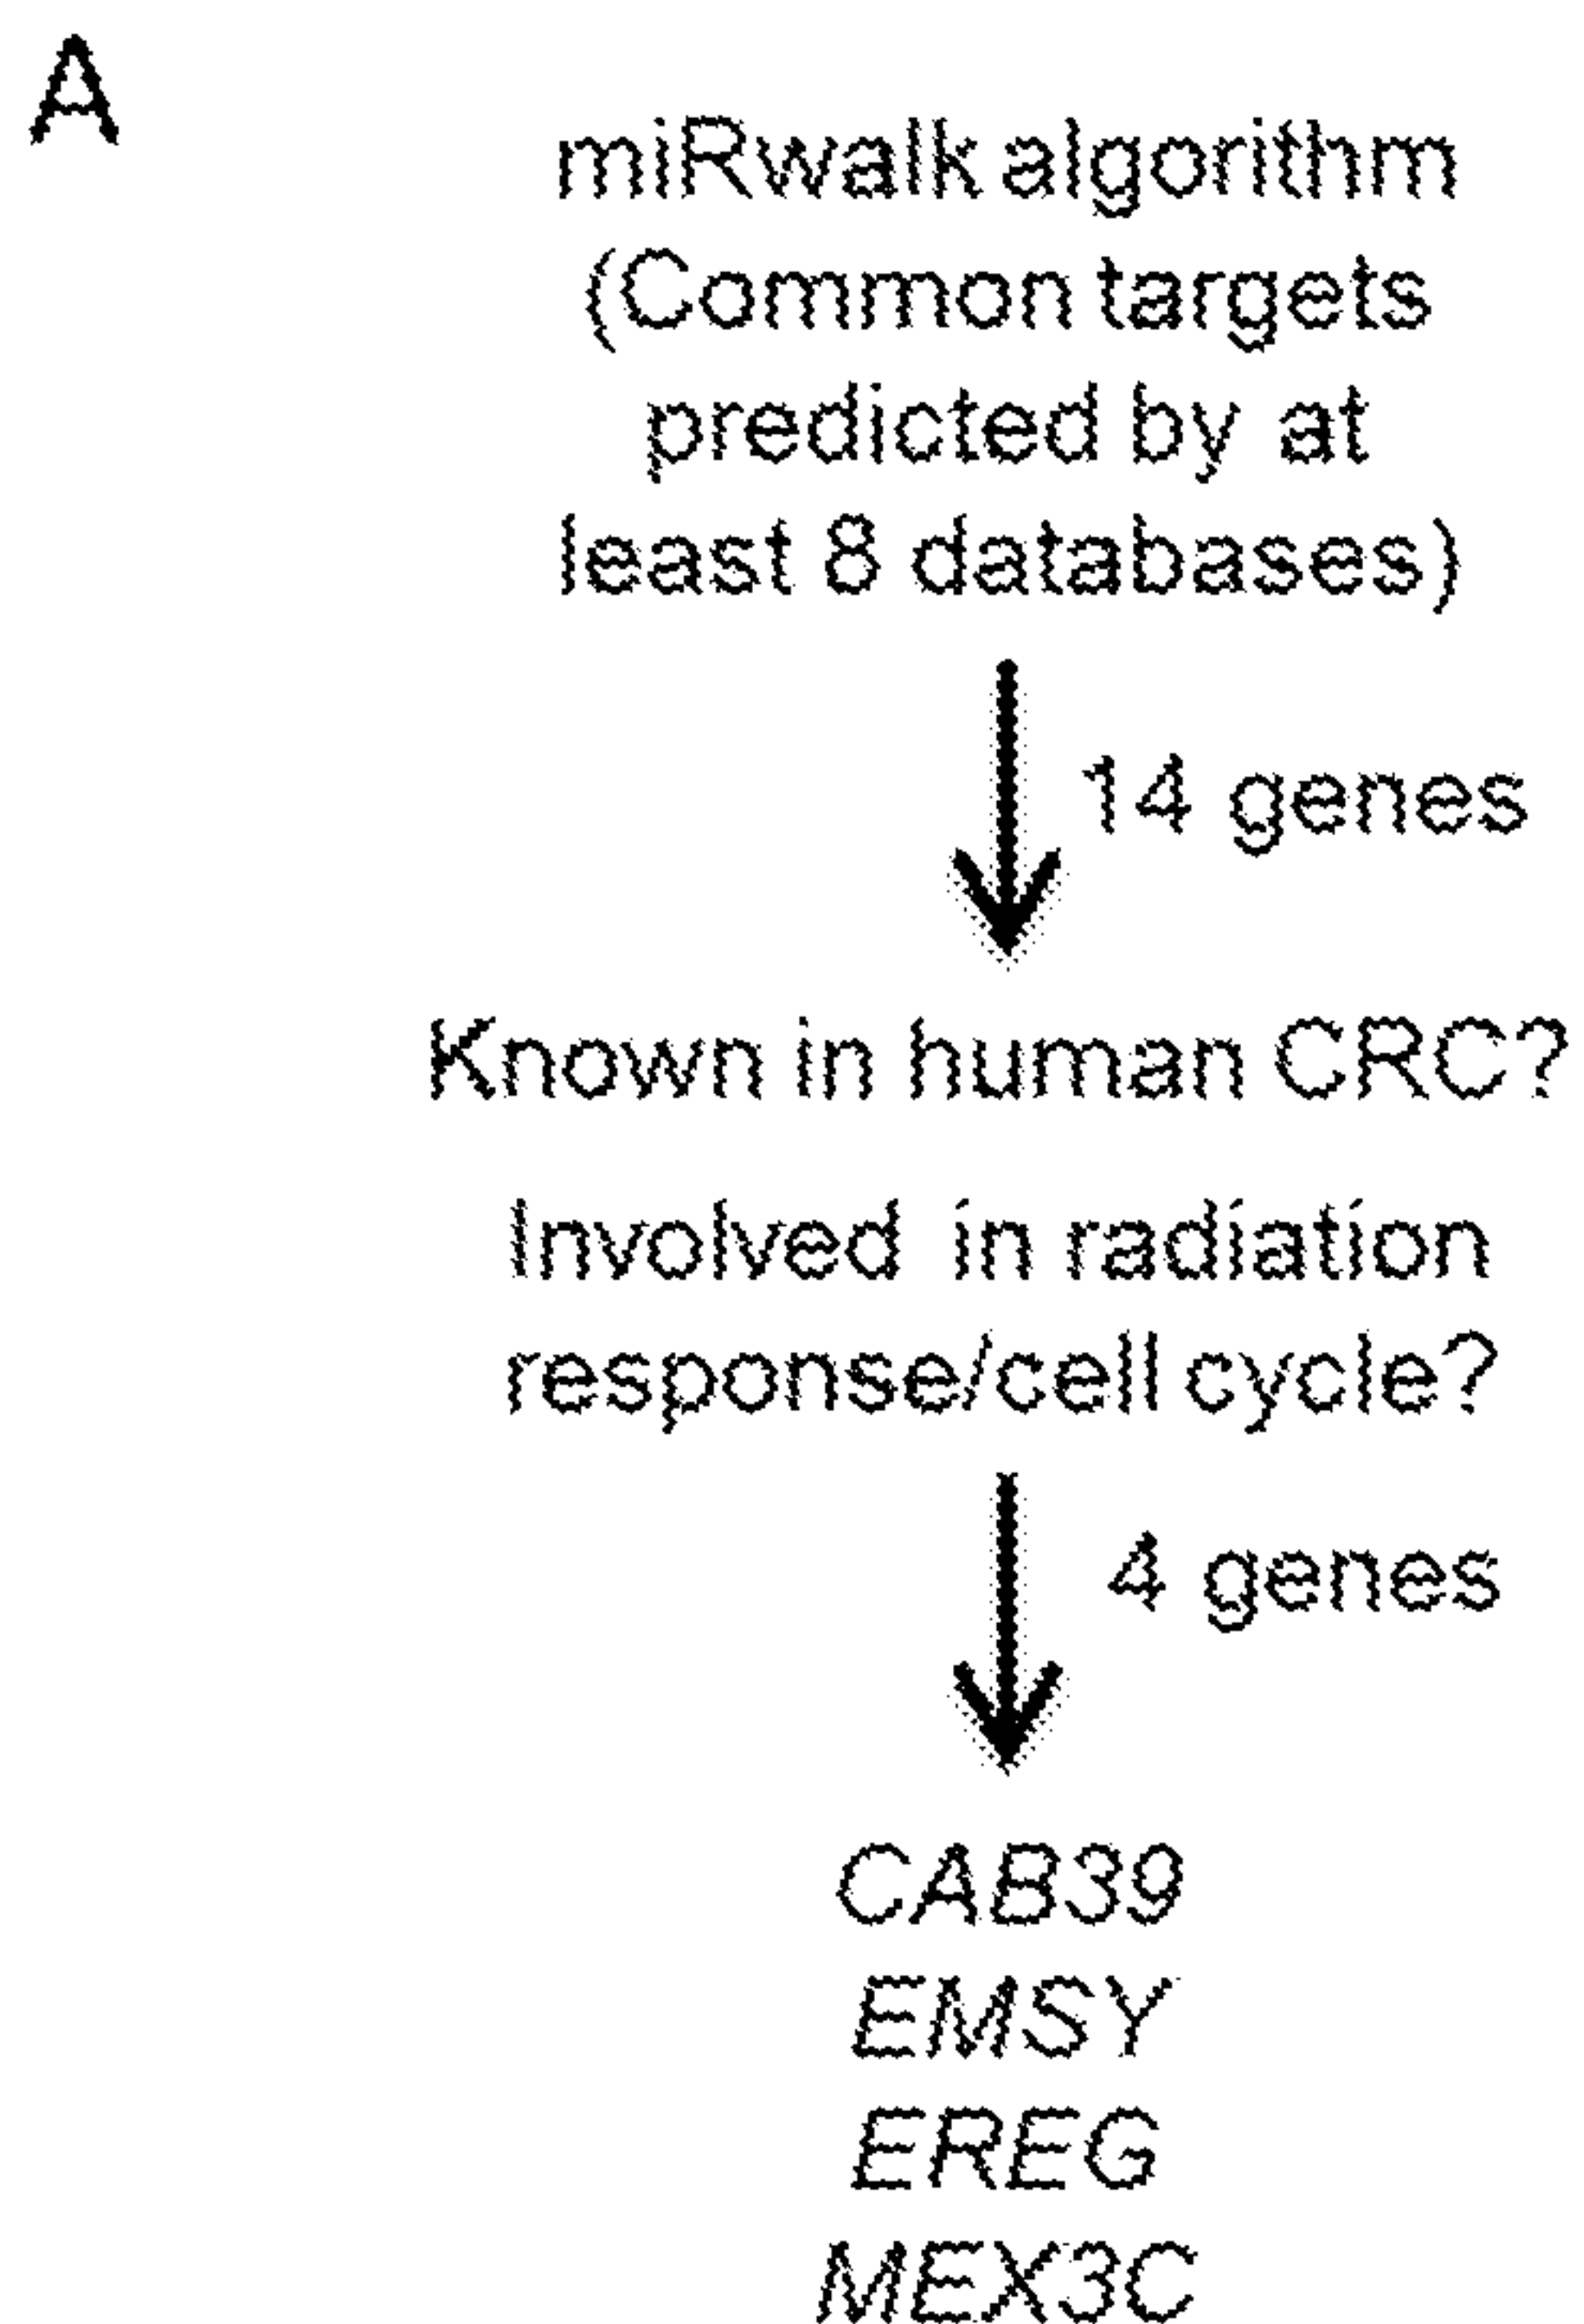 A
miRwalk algorithm
(Common targets
predicted by at
least 8 databases)
14 genes
Known in human CRC?
Involved in radiation
response/cell cycle?
4 genes
CAB39
EMSY
EREG
MEX3C